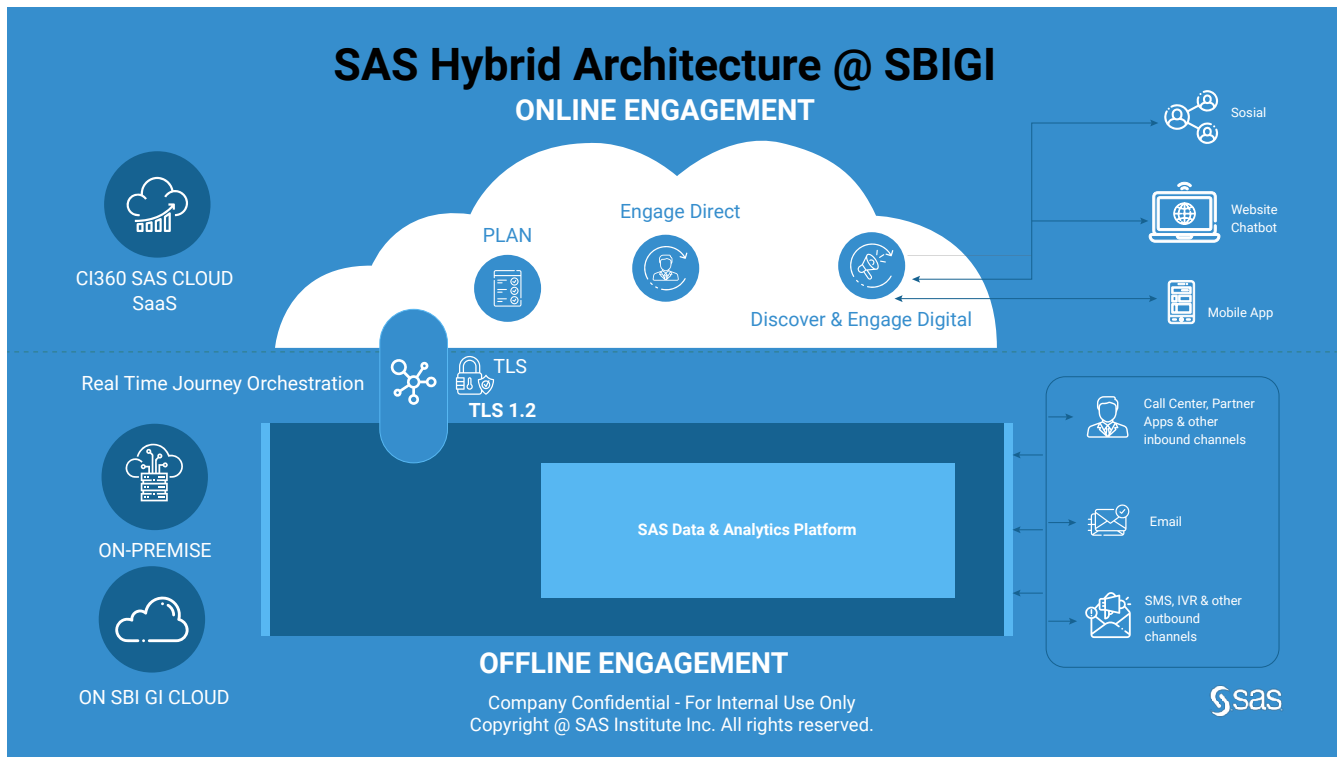 SAS Hybrid Architecture @ SBIGI
ONLINE ENGAGEMENT
Sosial
Engage Direct
PLAN
Website
Chatbot
CI360 SAS CLOUD
SaaS
Discover & Engage Digital
Mobile App
Real Time Journey Orchestration
TLS
TLS 1.2
Call Center, Partner
Apps & other
inbound channels
SAS Data & Analytics Platform
Email
ON-PREMISE
SMS, IVR & other
outbound
channels
OFFLINE ENGAGEMENT
ON SBI GI CLOUD
Company Confidential - For Internal Use Only
Copyright @ SAS Institute Inc. All rights reserved.
sas